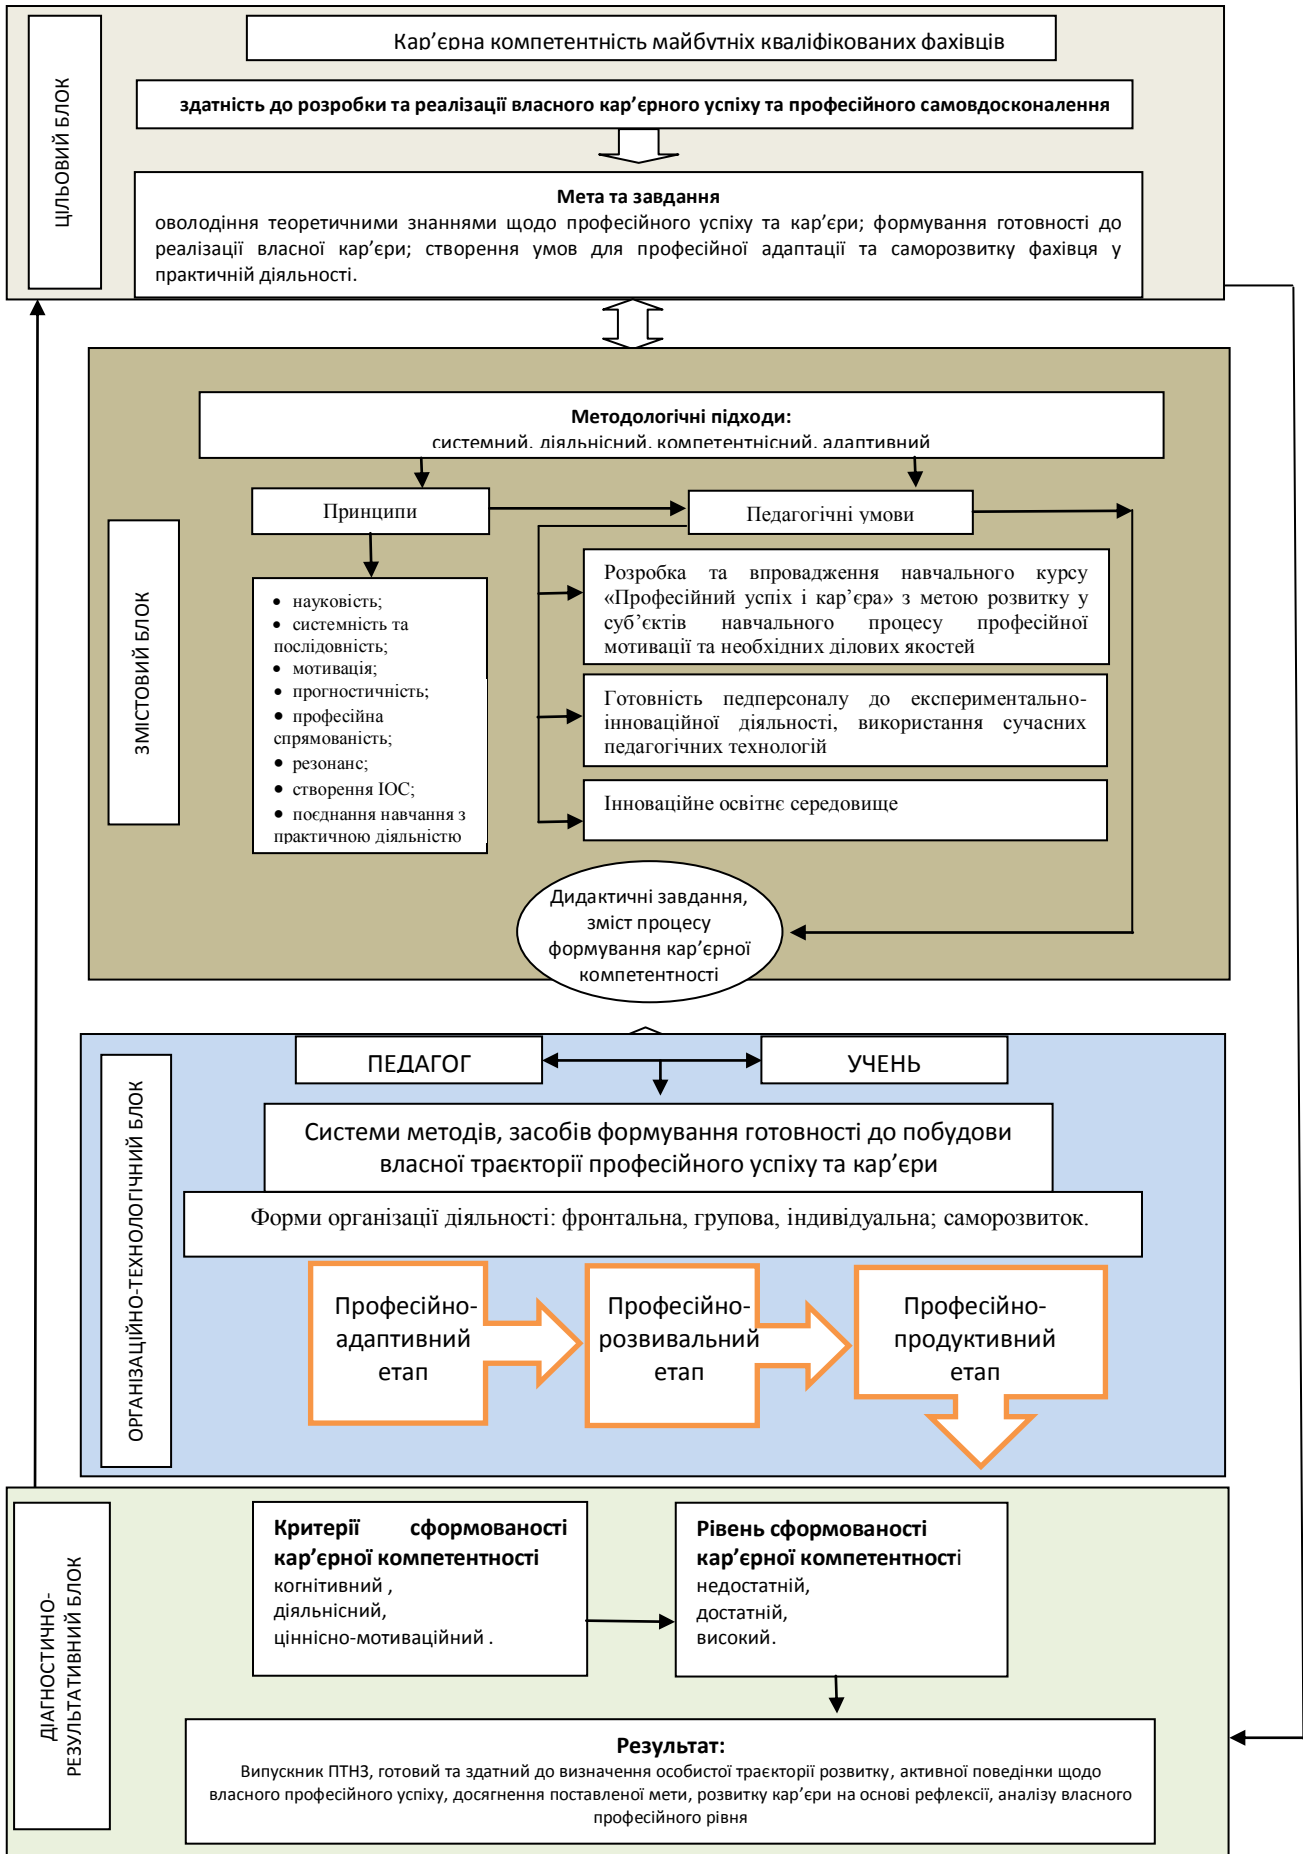 ЦІЛЬОВИЙ БЛОК
Кар’єрна компетентність майбутніх кваліфікованих фахівців
здатність до розробки та реалізації власного кар’єрного успіху та професійного самовдосконалення
Мета та завдання
оволодіння теоретичними знаннями щодо професійного успіху та кар’єри; формування готовності до
реалізації власної кар’єри; створення умов для професійної адаптації та саморозвитку фахівця у
практичній діяльності.
ЗМІСТОВИЙ БЛОК
Методологічні підходи:
системний, діяльнісний, компетентнісний, адаптивний
Принципи
Педагогічні умови
• науковість;
• системність та
послідовність;
• мотивація;
• прогностичність;
• професійна
спрямованість;
• резонанс;
• створення ІОС;
• поєднання навчання з
практичною діяльністю
Розробка та впровадження навчального курсу
«Професійний успіх і кар’єра» з метою розвитку у
суб’єктів навчального процесу професійної
мотивації та необхідних ділових якостей
Готовність педперсоналу до експериментально-
інноваційної діяльності, використання сучасних
педагогічних технологій
Інноваційне освітнє середовище
Дидактичні завдання,
зміст процесу
формування кар’єрної
компетентності
ОРГАНІЗАЦІЙНО-ТЕХНОЛОГІЧНИЙ БЛОК
ПЕДАГОГ
УЧЕНЬ
Системи методів, засобів формування готовності до побудови
власної траєкторії професійного успіху та кар’єри
Форми організації діяльності: фронтальна, групова, індивідуальна; саморозвиток.
Професійно-
адаптивний
етап
Професійно-
розвивальний
етап
Професійно-
продуктивний
етап
ДІАГНОСТИЧНО-
РЕЗУЛЬТАТИВНИЙ БЛОК
Критерії сформованості
кар’єрної компетентності
когнітивний ,
діяльнісний,
ціннісно-мотиваційний .
Рівень сформованості
кар’єрної компетентності
недостатній,
достатній,
високий.
Результат:
Випускник ПТНЗ, готовий та здатний до визначення особистої траєкторії розвитку, активної поведінки щодо
власного професійного успіху, досягнення поставленої мети, розвитку кар’єри на основі рефлексії, аналізу власного
професійного рівня